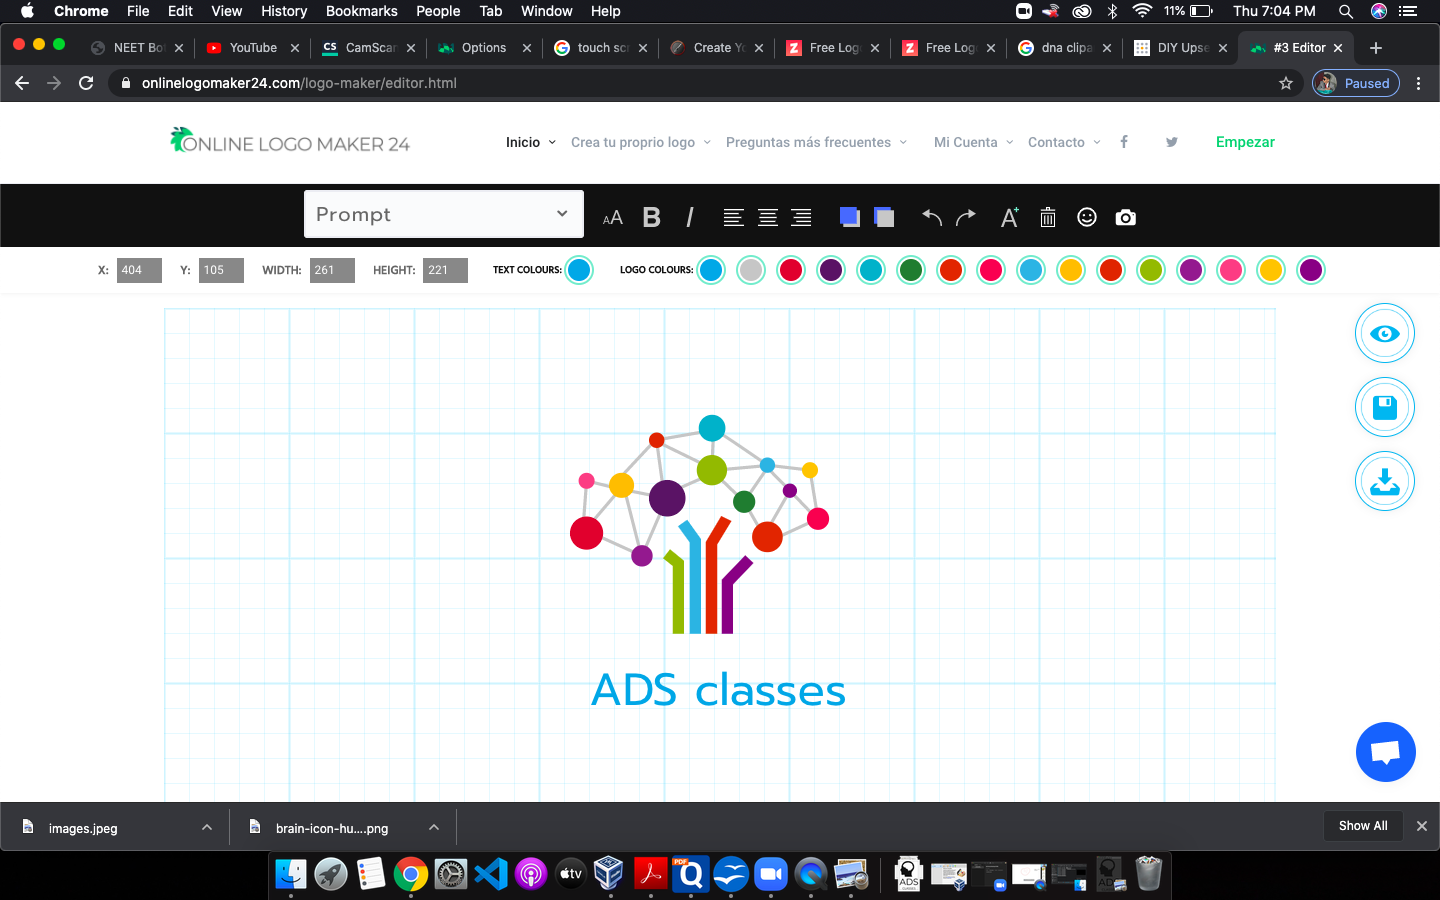 Chrome File Edit View History Bookmarks People Tab Window Help 11% Thu 7:04 PM
NEET Bo YouTube CamScan Options touch scr Create Yo Free Log Free Log dna clipa DIY Upse #3 Editor
onlinelogomaker24.com/logo-maker/editor.html Paused
ONLINE LOGO MAKER 24 Inicio Crea tu proprio logo Preguntas más frecuentes Mi Cuenta Contacto Empezar
Prompt AA B I A+
X: 404 Y: 105 WIDTH: 261 HEIGHT: 221 TEXT COLOURS: LOGO COLOURS:
ADS classes
images.jpeg brain-icon-hu....png Show All
tv PDF Q ADS